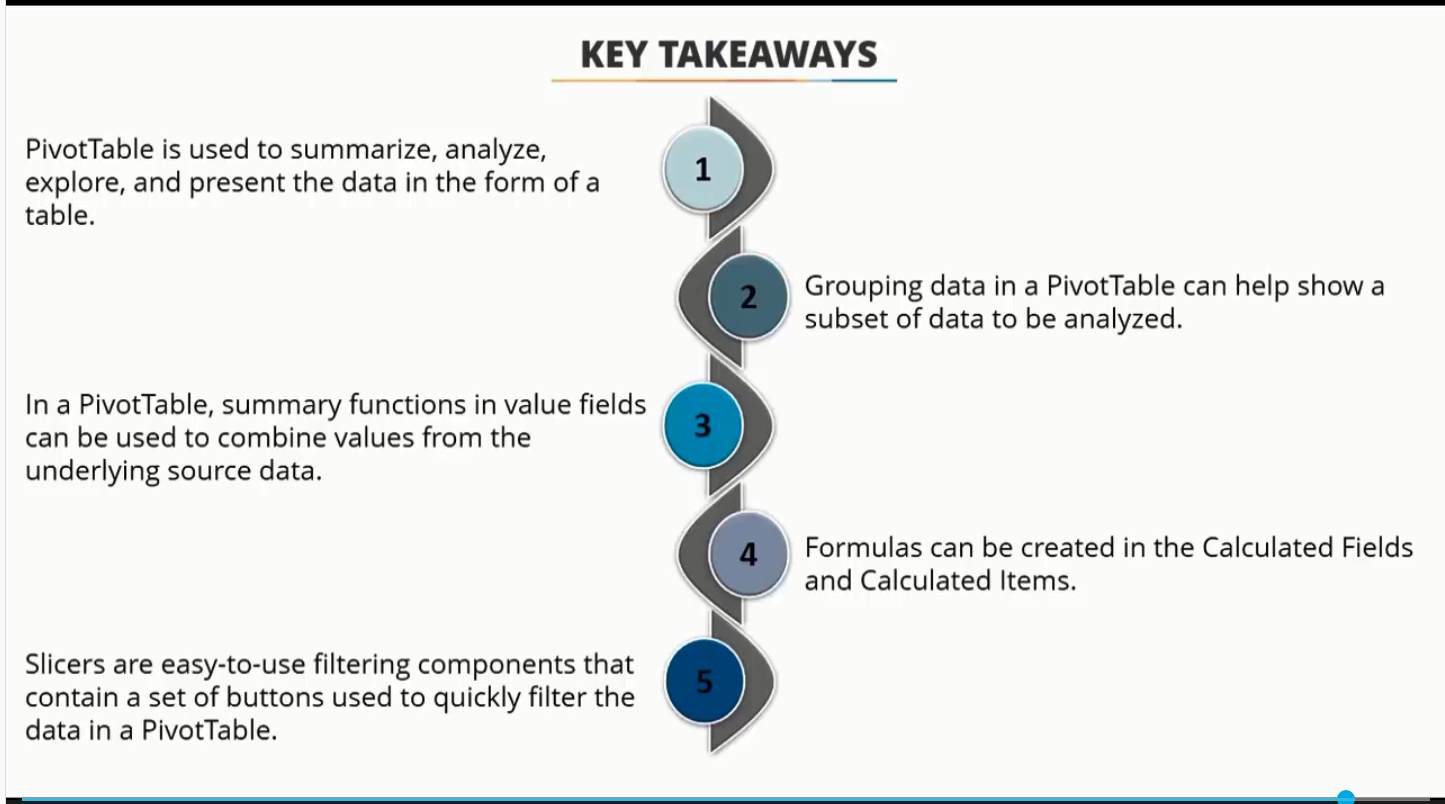 KEY TAKEAWAYS
PivotTable is used to summarize, analyze,
explore, and present the data in the form of a
table.
1
2
Grouping data in a PivotTable can help show a
subset of data to be analyzed.
In a PivotTable, summary functions in value fields
can be used to combine values from the
underlying source data.
3
4
Formulas can be created in the Calculated Fields
and Calculated Items.
Slicers are easy-to-use filtering components that
contain a set of buttons used to quickly filter the
data in a PivotTable.
5